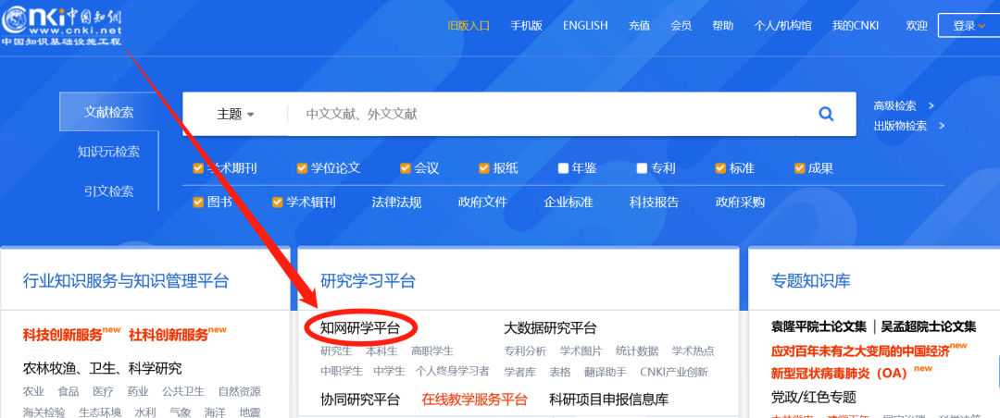 cnki中国知网
www.cnki.net
中国知识基础设施工程
旧版入口 手机版 ENGLISH 充值 会员 帮助 个人/机构馆 我的CNKI 欢迎 登录
文献检索
主题 中文文献、外文文献
高级检索 >
出版物检索 >
知识元检索
引文检索
学术期刊 学位论文 会议 报纸 年鉴 专利 标准 成果
图书 学术辑刊 法律法规 政府文件 企业标准 科技报告 政府采购
行业知识服务与知识管理平台
科技创新服务new 社科创新服务new
农林牧渔、卫生、科学研究
农业 食品 医疗 药业 公共卫生 自然资源
海关检验 生态环境 水利 气象 海洋 地震
研究学习平台
知网研学平台 大数据研究平台
研究生 本科生 高职学生 专利分析 学术图片 统计数据 学术热点
中职学生 中学生 个人终身学习者 学者库 表格 翻译助手 CNKI产业创新
协同研究平台 在线教学服务平台 科研项目申报信息库
专题知识库
袁隆平院士论文集 | 吴孟超院士论文集
应对百年未有之大变局的中国经济new
新型冠状病毒肺炎（OA）new
党政/红色专题